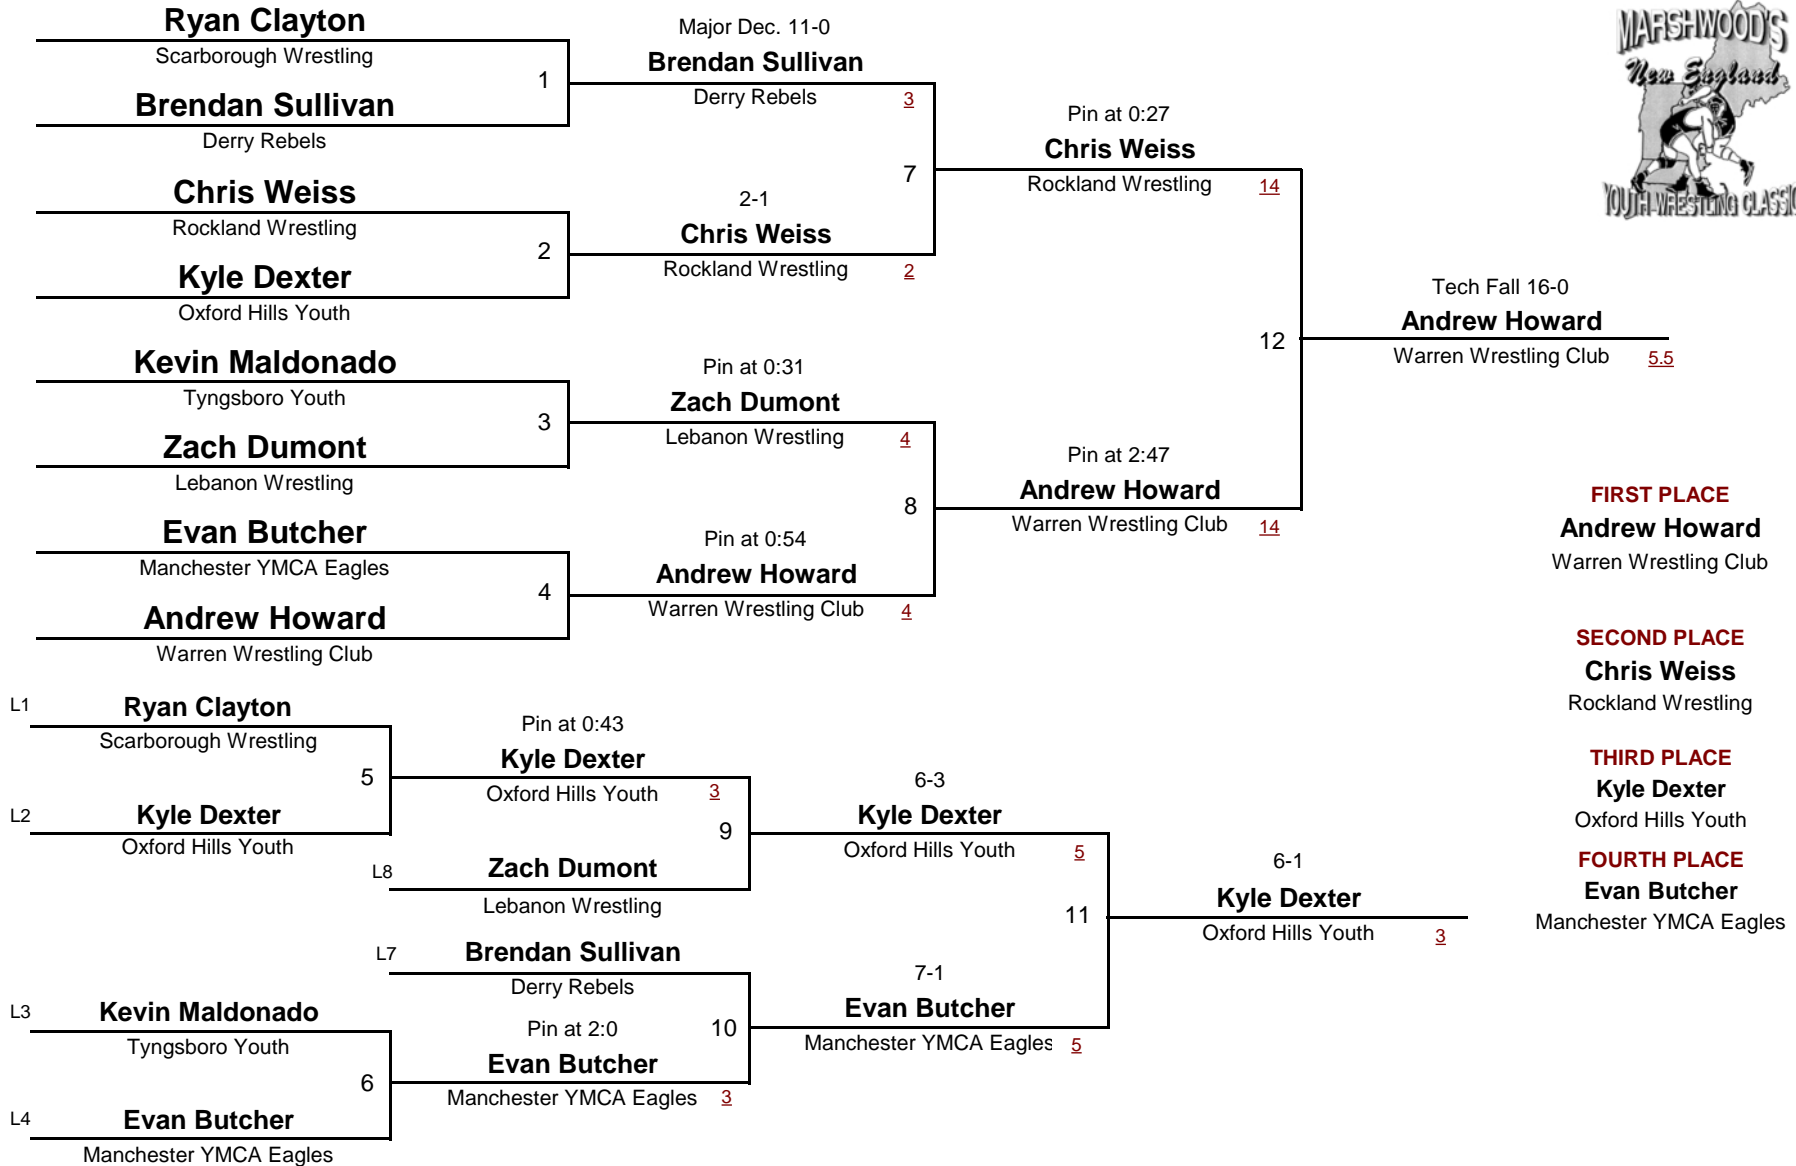 Ryan Clayton
Scarborough Wrestling
1
Brendan Sullivan
Derry Rebels
Chris Weiss
Rockland Wrestling
2
Kyle Dexter
Oxford Hills Youth
Kevin Maldonado
Tyngsboro Youth
3
Zach Dumont
Lebanon Wrestling
Evan Butcher
Manchester YMCA Eagles
4
Andrew Howard
Warren Wrestling Club
Major Dec. 11-0
Brendan Sullivan
Derry Rebels 3
7
2-1
Chris Weiss
Rockland Wrestling 2
Pin at 0:31
Zach Dumont
Lebanon Wrestling 4
8
Pin at 0:54
Andrew Howard
Warren Wrestling Club 4
Pin at 0:27
Chris Weiss
Rockland Wrestling 14
12
Pin at 2:47
Andrew Howard
Warren Wrestling Club 14
Tech Fall 16-0
Andrew Howard
Warren Wrestling Club 5.5
MARSHWOOD'S
New England
YOUTH WRESTLING CLASSIC
FIRST PLACE
Andrew Howard
Warren Wrestling Club
SECOND PLACE
Chris Weiss
Rockland Wrestling
THIRD PLACE
Kyle Dexter
Oxford Hills Youth
FOURTH PLACE
Evan Butcher
Manchester YMCA Eagles
L1 Ryan Clayton
Scarborough Wrestling
5
L2 Kyle Dexter
Oxford Hills Youth
Pin at 0:43
Kyle Dexter
Oxford Hills Youth 3
9
L8 Zach Dumont
Lebanon Wrestling
L7 Brendan Sullivan
Derry Rebels
10
L3 Kevin Maldonado
Tyngsboro Youth
6
L4 Evan Butcher
Manchester YMCA Eagles
Pin at 2:0
Evan Butcher
Manchester YMCA Eagles 3
6-3
Kyle Dexter
Oxford Hills Youth 5
11
7-1
Evan Butcher
Manchester YMCA Eagles 5
6-1
Kyle Dexter
Oxford Hills Youth 3